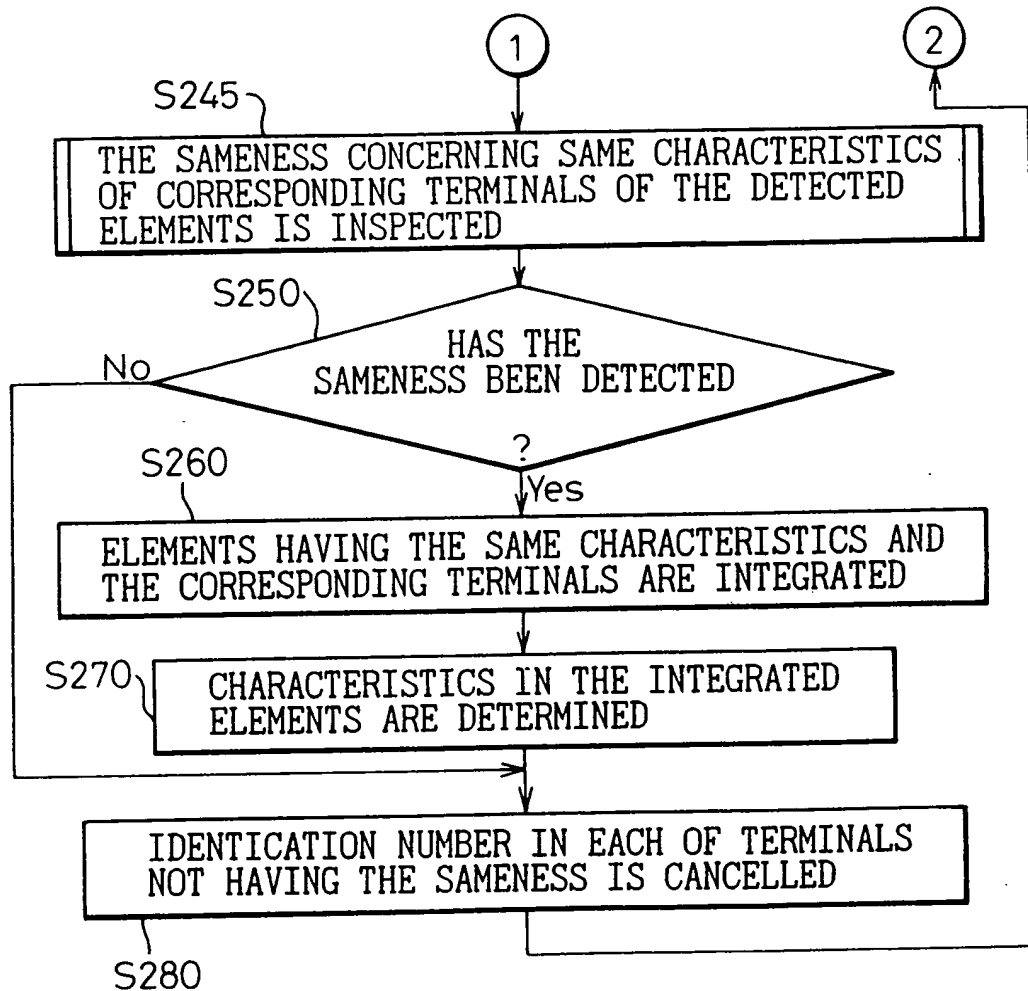 1
2
S245
THE SAMENESS CONCERNING SAME CHARACTERISTICS
OF CORRESPONDING TERMINALS OF THE DETECTED
ELEMENTS IS INSPECTED
S250
HAS THE
SAMENESS BEEN DETECTED
?
No
Yes
S260
ELEMENTS HAVING THE SAME CHARACTERISTICS AND
THE CORRESPONDING TERMINALS ARE INTEGRATED
S270
CHARACTERISTICS IN THE INTEGRATED
ELEMENTS ARE DETERMINED
IDENTICATION NUMBER IN EACH OF TERMINALS
NOT HAVING THE SAMENESS IS CANCELLED
S280